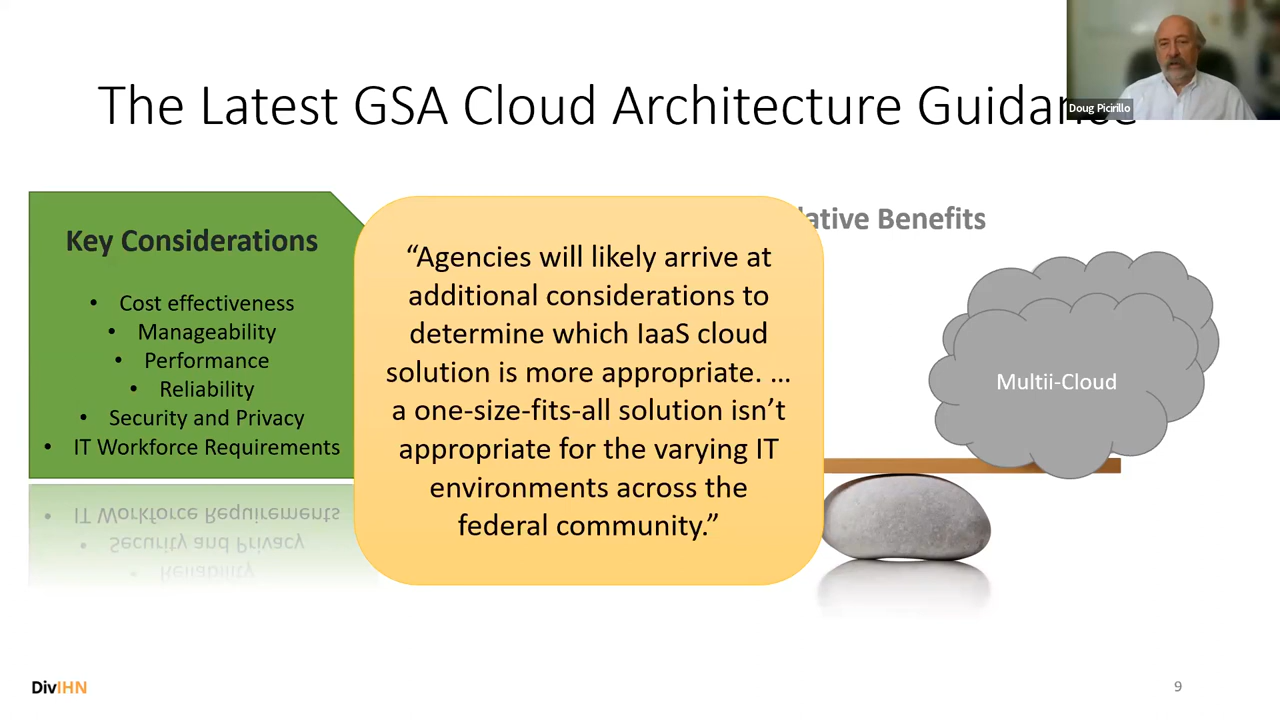 Doug Picirillo
The Latest GSA Cloud Architecture Guidance
Key Considerations
• Cost effectiveness
• Manageability
• Performance
• Reliability
• Security and Privacy
• IT Workforce Requirements
“Agencies will likely arrive at
additional considerations to
determine which IaaS cloud
solution is more appropriate. …
a one-size-fits-all solution isn’t
appropriate for the varying IT
environments across the
federal community.”
Benefits
Multii-Cloud
DivIHN
9